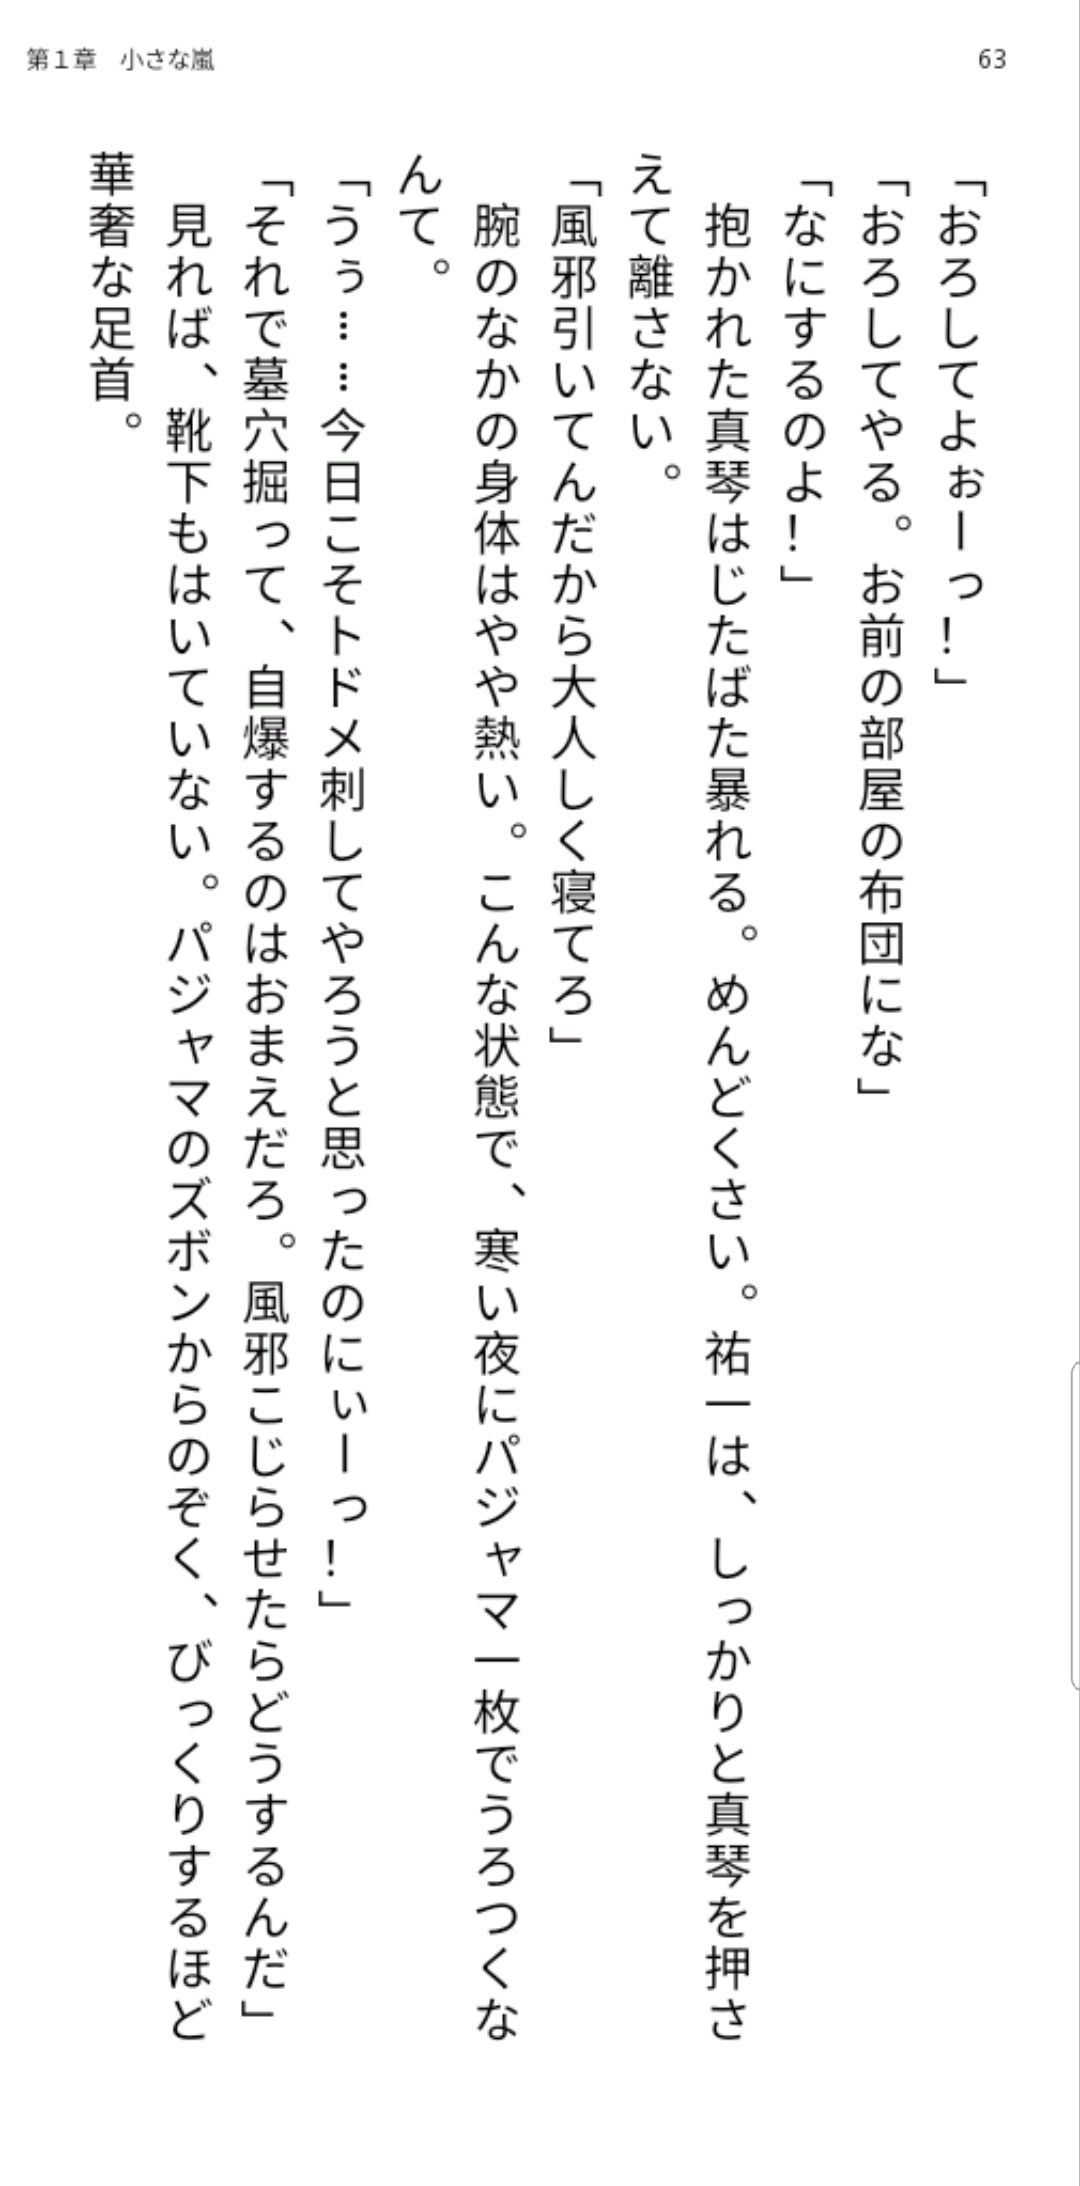 第１章　小さな嵐
63
「おろしてよぉーっ！」
「おろしてやる。お前の部屋の布団にな」
「なにするのよ！」
　抱かれた真琴はじたばた暴れる。めんどくさい。祐一は、しっかりと真琴を押さ
えて離さない。
「風邪引いてんだから大人しく寝てろ」
　腕のなかの身体はやや熱い。こんな状態で、寒い夜にパジャマ一枚でうろつくな
んて。
「うぅ……今日こそトドメ刺してやろうと思ったのにぃーっ！」
「それで墓穴掘って、自爆するのはおまえだろ。風邪こじらせたらどうするんだ」
　見れば、靴下もはいていない。パジャマのズボンからのぞく、びっくりするほど
華奢な足首。